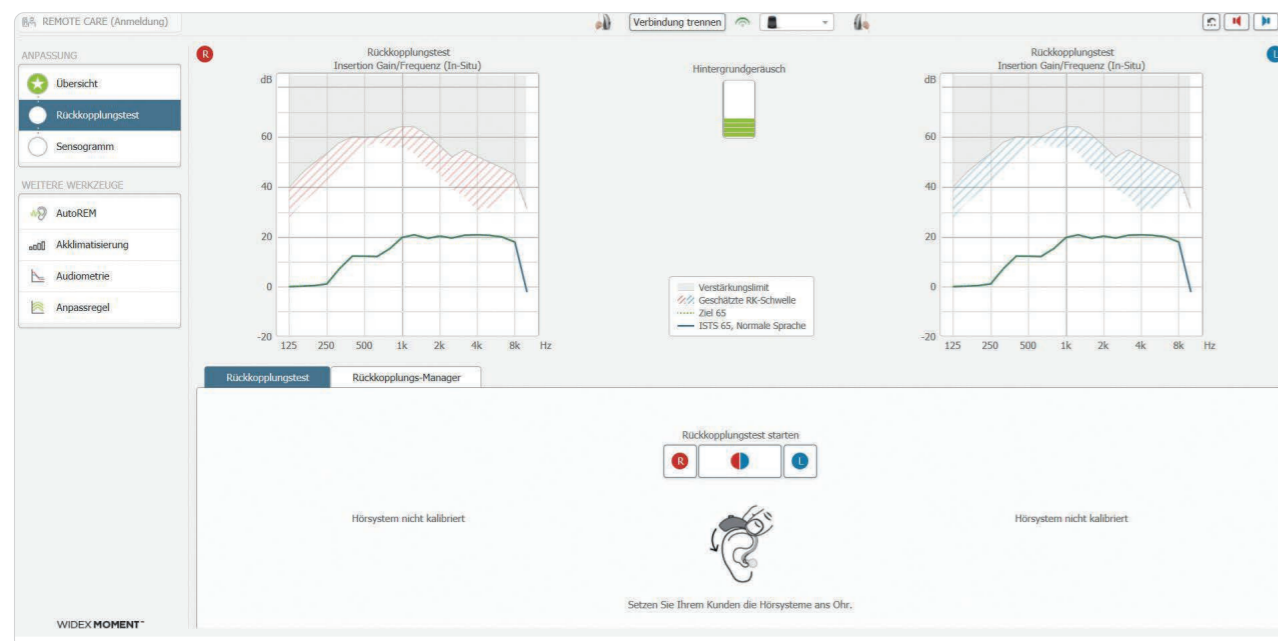 REMOTE CARE (Anmeldung)
Verbindung trennen
ANPASSUNG
Übersicht
Rückkopplungstest
Sensogramm
WEITERE WERKZEUGE
AutoREM
Akklimatisierung
Audiometrie
Anpassregel
WIDEX MOMENT™
R
Rückkopplungstest
Insertion Gain/Frequenz (In-Situ)
dB
60
40
20
0
-20
125 250 500 1k 2k 4k 8k Hz
Hintergrundgeräusch
Verstärkungslimit
Geschätzte RK-Schwelle
Ziel 65
ISTS 65, Normale Sprache
Rückkopplungstest
Insertion Gain/Frequenz (In-Situ)
L
dB
60
40
20
0
-20
125 250 500 1k 2k 4k 8k Hz
Rückkopplungstest Rückkopplungs-Manager
Rückkopplungstest starten
R L
Hörsystem nicht kalibriert
Hörsystem nicht kalibriert
Setzen Sie Ihrem Kunden die Hörsysteme ans Ohr.